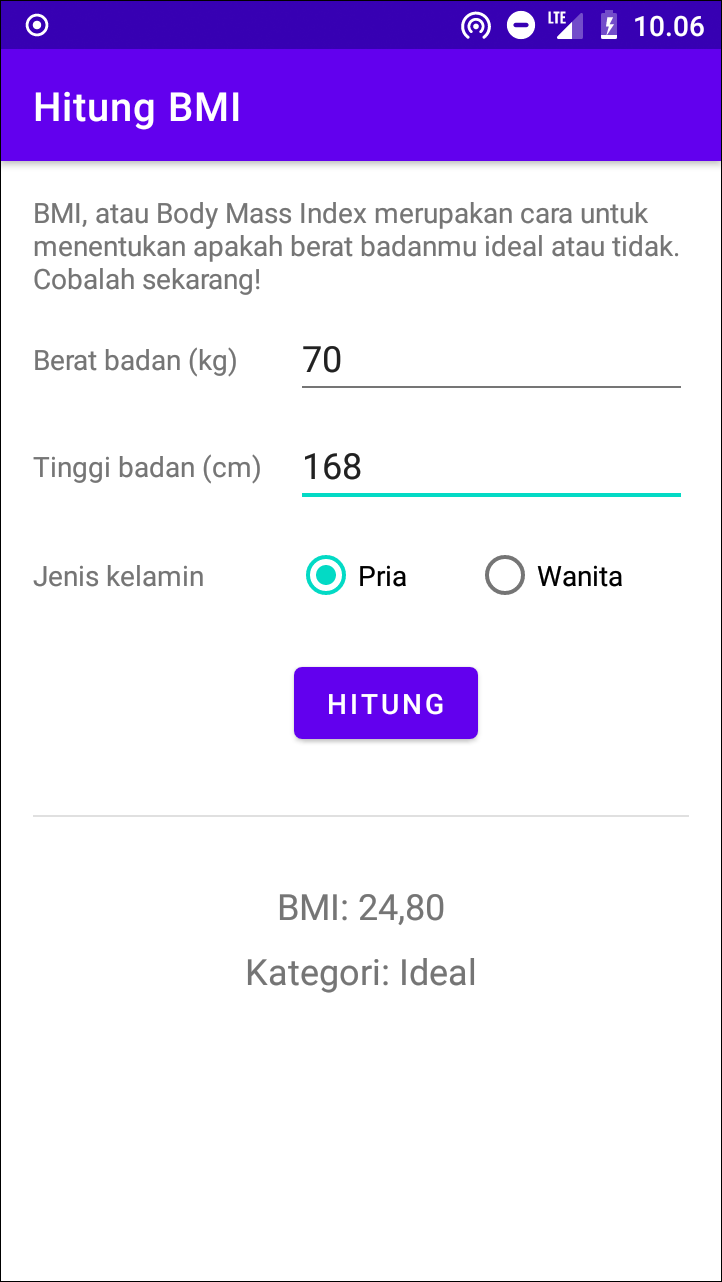 LTE 10.06
Hitung BMI
BMI, atau Body Mass Index merupakan cara untuk
menentukan apakah berat badanmu ideal atau tidak.
Cobalah sekarang!
Berat badan (kg) 70
Tinggi badan (cm) 168
Jenis kelamin Pria Wanita
HITUNG
BMI: 24,80
Kategori: Ideal